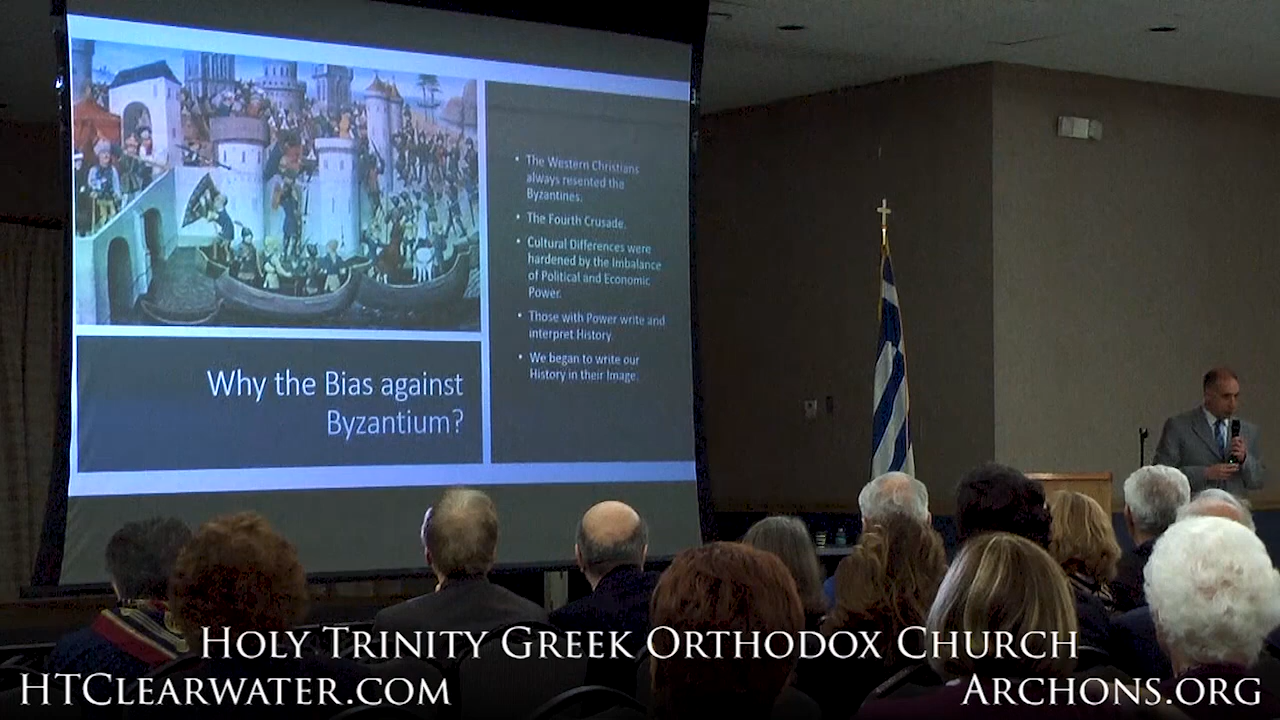 Why the Bias against
Byzantium?
• The Western Christians
always resented the
Byzantines.
• The Fourth Crusade.
• Cultural Differences were
hardened by the Imbalance
of Political and Economic
Power.
• Those with Power write and
interpret History
• We began to write our
History in their Image.
Holy Trinity Greek Orthodox Church
HTClearwater.com
Archons.org